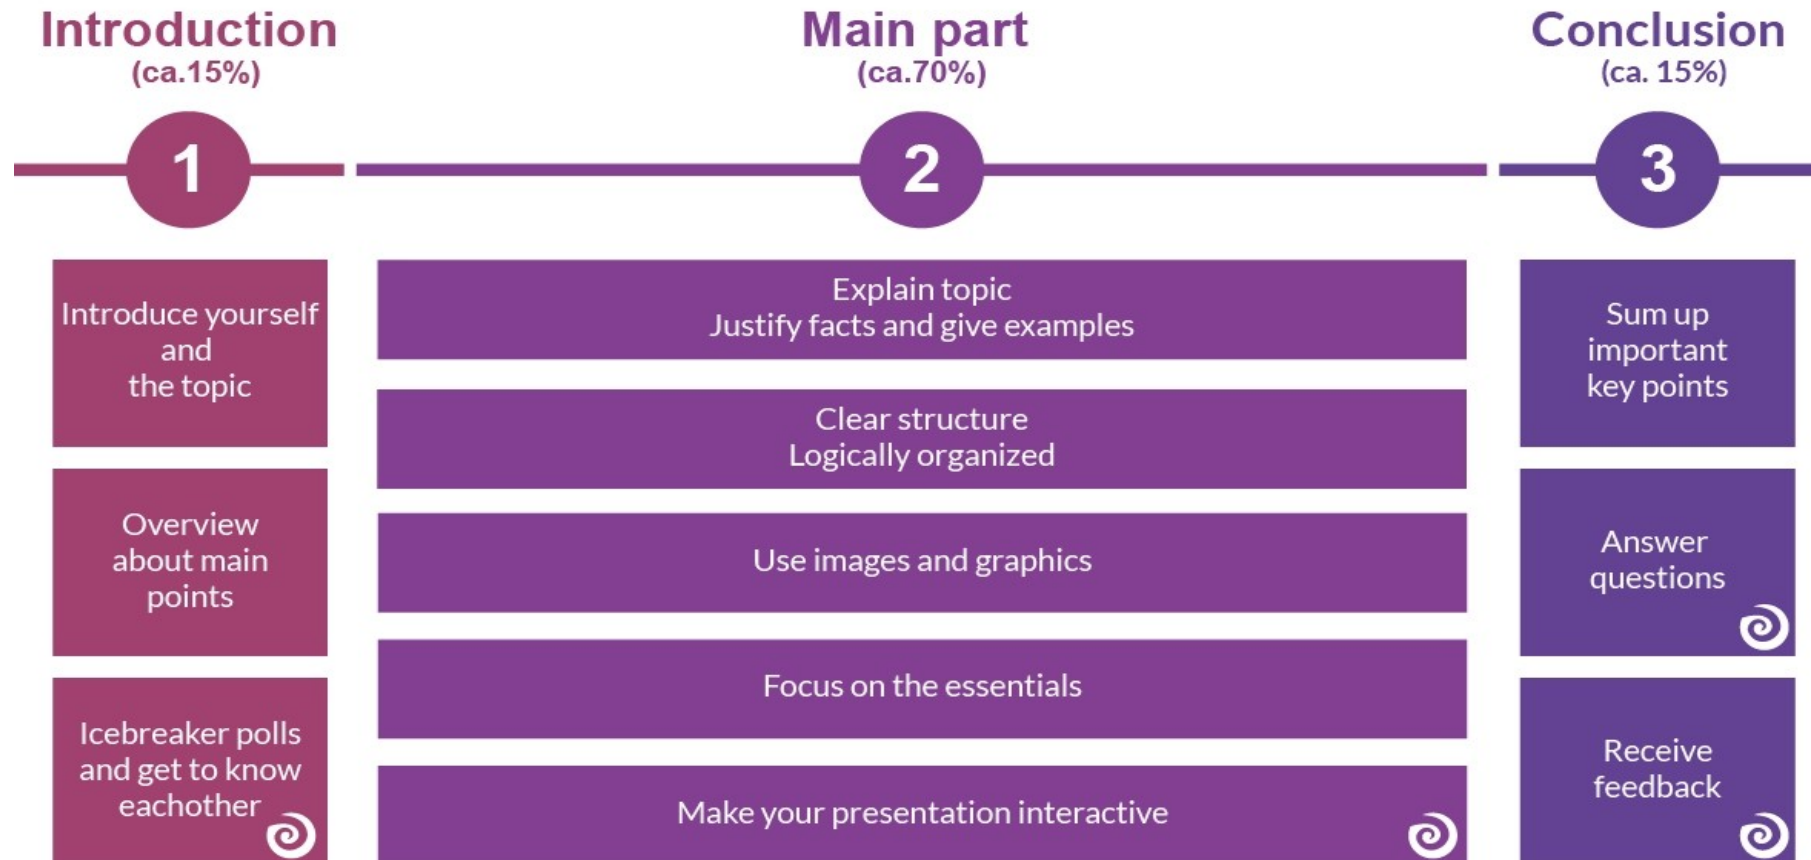 Introduction
(ca.15%)
1
Introduce yourself
and
the topic
Overview
about main
points
Icebreaker polls
and get to know
eachother
Main part
(ca.70%)
2
Explain topic
Justify facts and give examples
Clear structure
Logically organized
Use images and graphics
Focus on the essentials
Make your presentation interactive
Conclusion
(ca. 15%)
3
Sum up
important
key points
Answer
questions
Receive
feedback